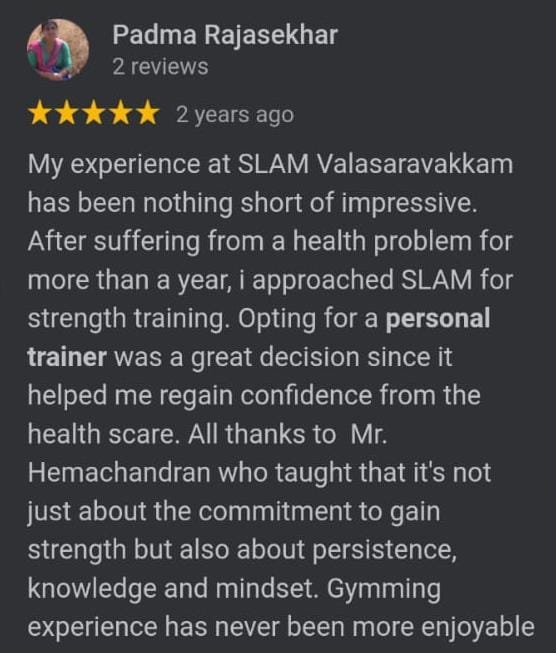 Padma Rajasekhar
2 reviews
2 years ago
My experience at SLAM Valasaravakkam
has been nothing short of impressive.
After suffering from a health problem for
more than a year, i approached SLAM for
strength training. Opting for a personal
trainer was a great decision since it
helped me regain confidence from the
health scare. All thanks to  Mr.
Hemachandran who taught that it's not
just about the commitment to gain
strength but also about persistence,
knowledge and mindset. Gymming
experience has never been more enjoyable